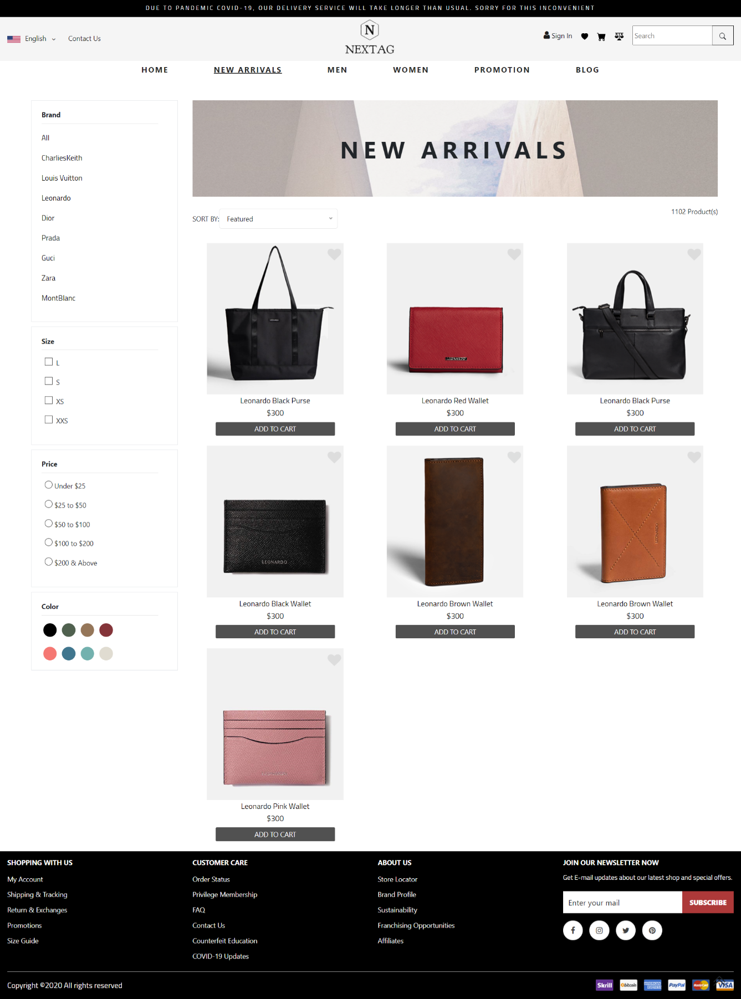 DUE TO PANDEMIC COVID-19, OUR DELIVERY SERVICE WILL TAKE LONGER THAN USUAL. SORRY FOR THIS INCONVENIENT
English
Contact Us
N
NEXTAG
Sign In
Search
HOME
NEW ARRIVALS
MEN
WOMEN
PROMOTION
BLOG
Brand
All
CharliesKeith
Louis Vuitton
Leonardo
Dior
Prada
Guci
Zara
MontBlanc
Size
L
S
XS
XXS
Price
Under $25
$25 to $50
$50 to $100
$100 to $200
$200 & Above
Color
NEW ARRIVALS
SORT BY:
Featured
1102 Product(s)
Leonardo Black Purse
$300
ADD TO CART
Leonardo Red Wallet
$300
ADD TO CART
Leonardo Black Purse
$300
ADD TO CART
LEONARDO
Leonardo Black Wallet
$300
ADD TO CART
Leonardo Brown Wallet
$300
ADD TO CART
LEONARDO
Leonardo Brown Wallet
$300
ADD TO CART
Leonardo Pink Wallet
$300
ADD TO CART
SHOPPING WITH US
My Account
Shipping & Tracking
Return & Exchanges
Promotions
Size Guide
CUSTOMER CARE
Order Status
Privilege Membership
FAQ
Contact Us
Counterfeit Education
COVID-19 Updates
ABOUT US
Store Locator
Brand Profile
Sustainability
Franchising Opportunities
Affiliates
JOIN OUR NEWSLETTER NOW
Get E-mail updates about our latest shop and special offers.
Enter your mail
SUBSCRIBE
Copyright ©2020 All rights reserved
Skrill
bitcoin
AMERICAN EXPRESS
PayPal
MasterCard
VISA